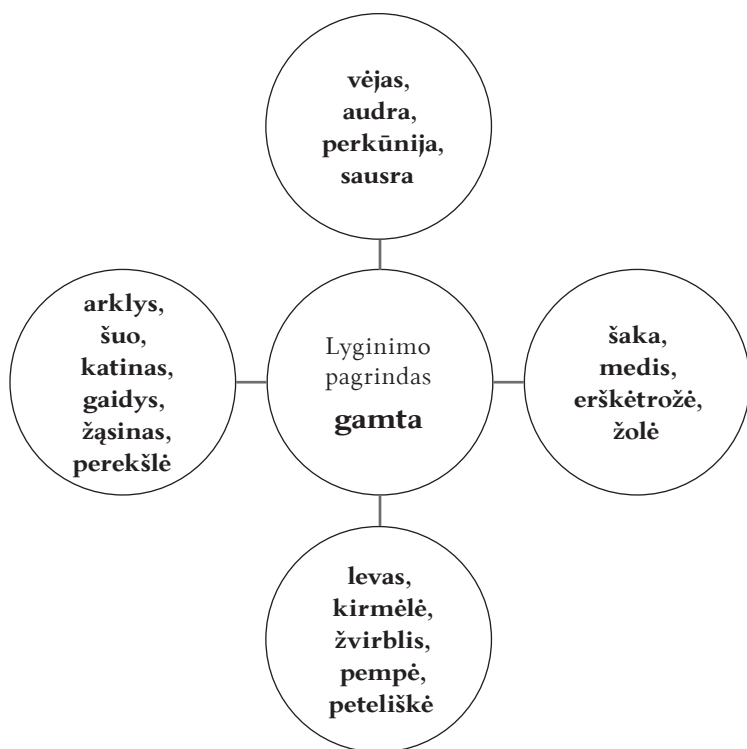 vėjas,
audra,
perkūnija,
sausra
arklys,
šuo,
katinas,
gaidys,
žąsinas,
perekšlė
Lyginimo
pagrindas
gamta
šaka,
medis,
erškėtrožė,
žolė
levas,
kirmėlė,
žvirblis,
pempė,
peteliškė